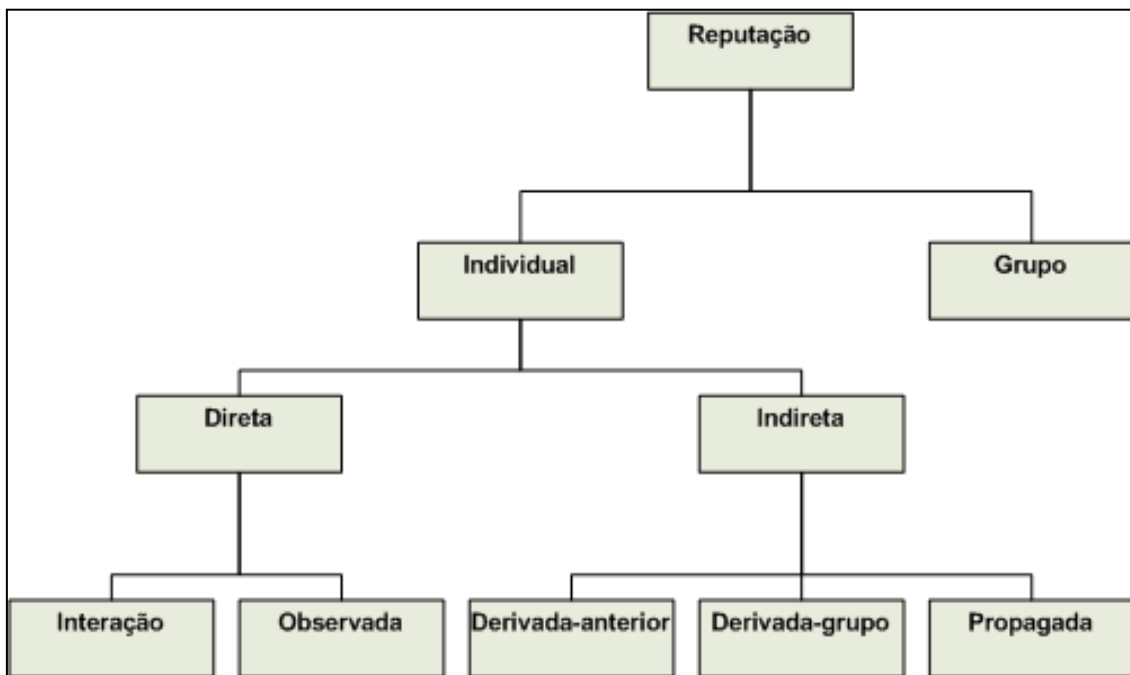 Reputação
Individual
Grupo
Direta
Indireta
Interação
Observada
Derivada-anterior
Derivada-grupo
Propagada